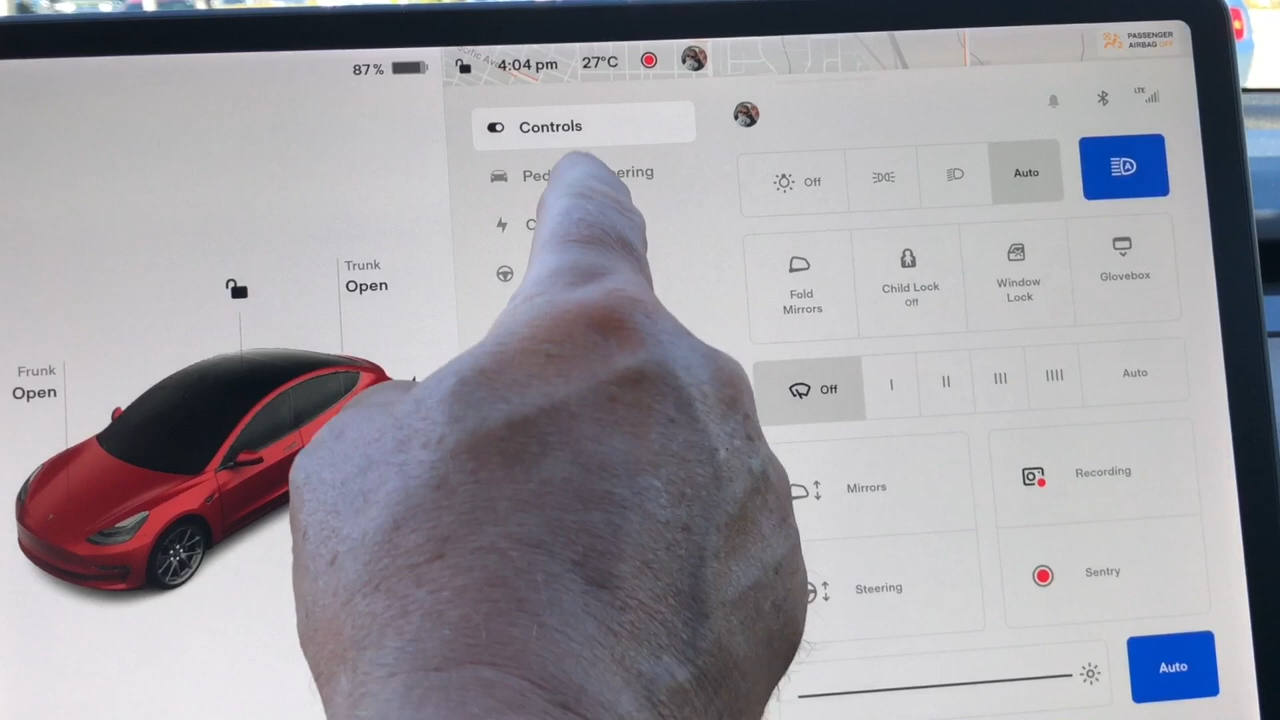 87%
4:04 pm
27°C
PASSENGER
AIRBAG OFF
LTE
Controls
Off
Auto
Trunk
Open
Frunk
Open
Fold
Mirrors
Child Lock
Off
Window
Lock
Glovebox
Off
I
II
III
IIII
Auto
Mirrors
Recording
Steering
Sentry
Auto